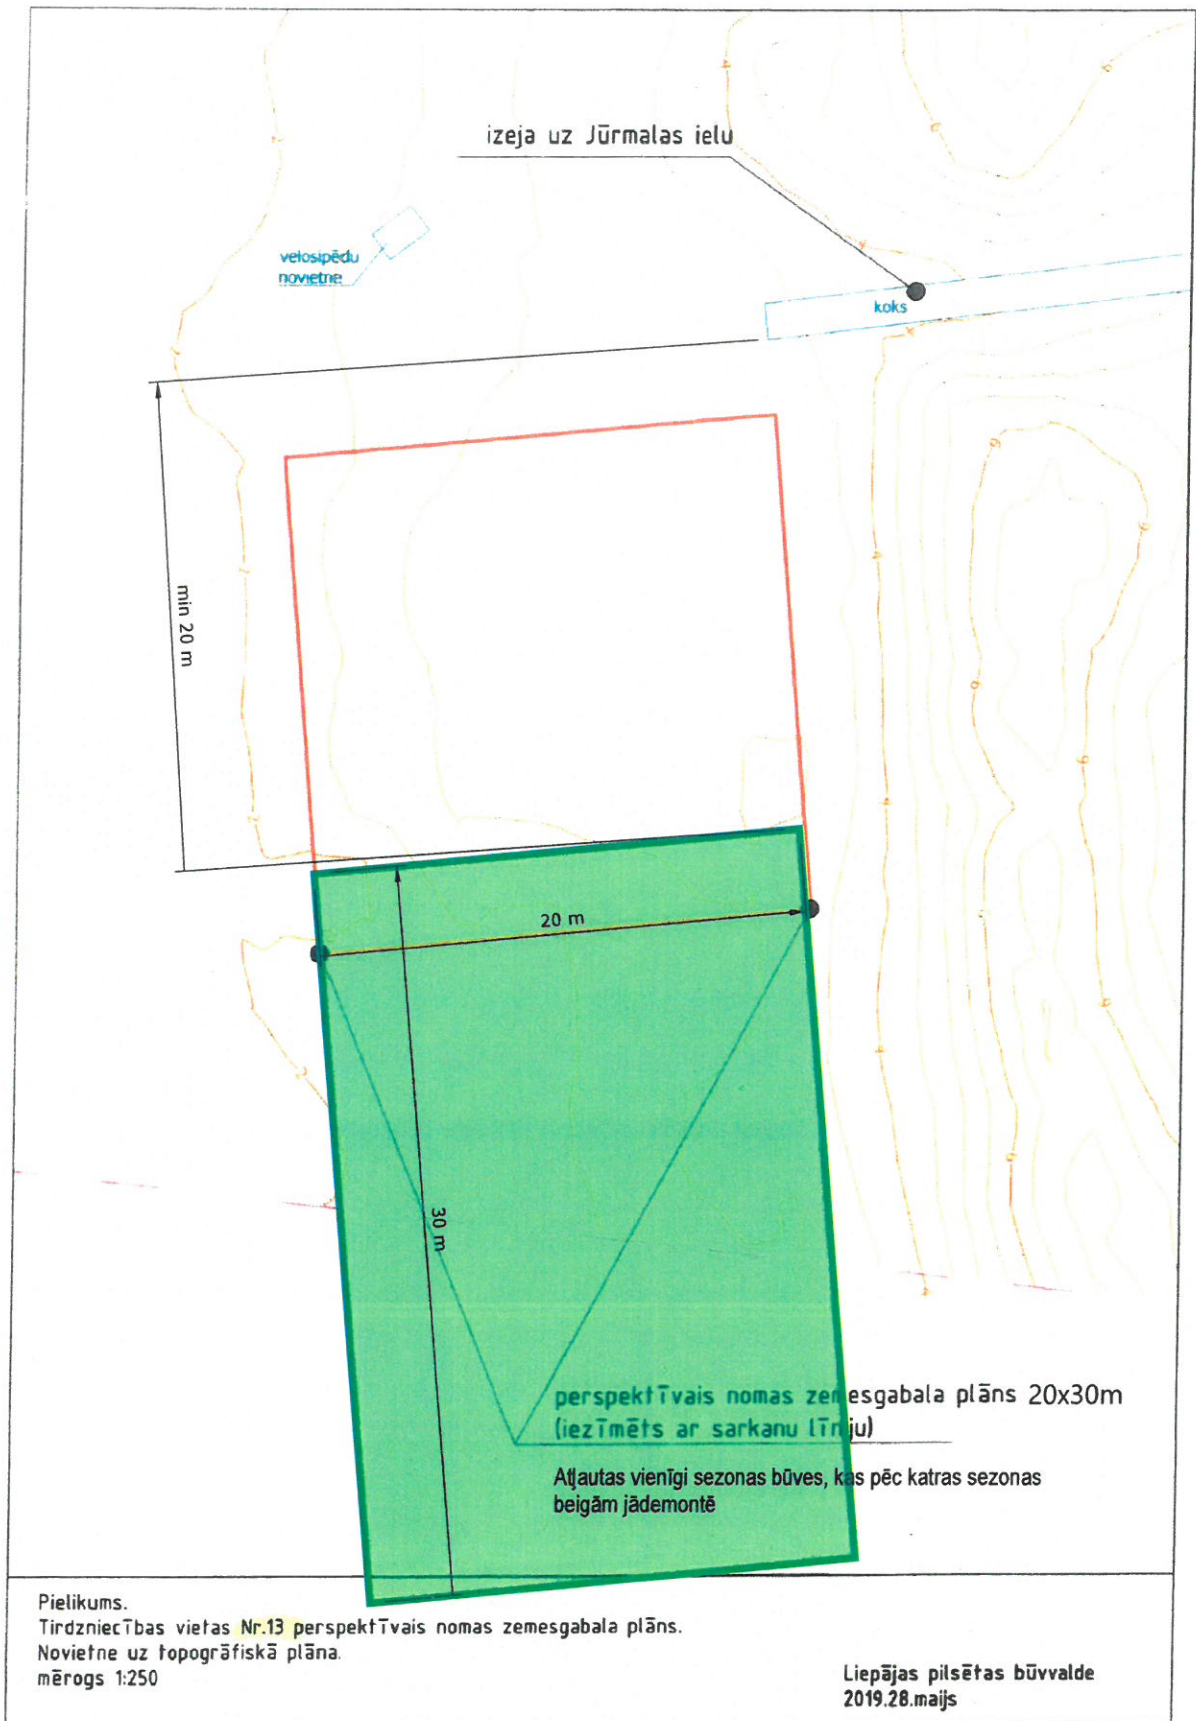 izeja uz Jūrmalas ielu
velosipēdu
novietne
koks
min 20 m
20 m
30 m
perspektīvais nomas zemesgabala plāns 20x30m
(iezīmēts ar sarkanu līniju)
Atļautas vienīgi sezonas būves, kas pēc katras sezonas
beigām jādemontē
Pielikums.
Tirdzniecības vietas Nr.13 perspektīvais nomas zemesgabala plāns.
Novietne uz topogrāfiskā plāna.
mērogs 1:250
Liepājas pilsētas būvvalde
2019.28.maijs